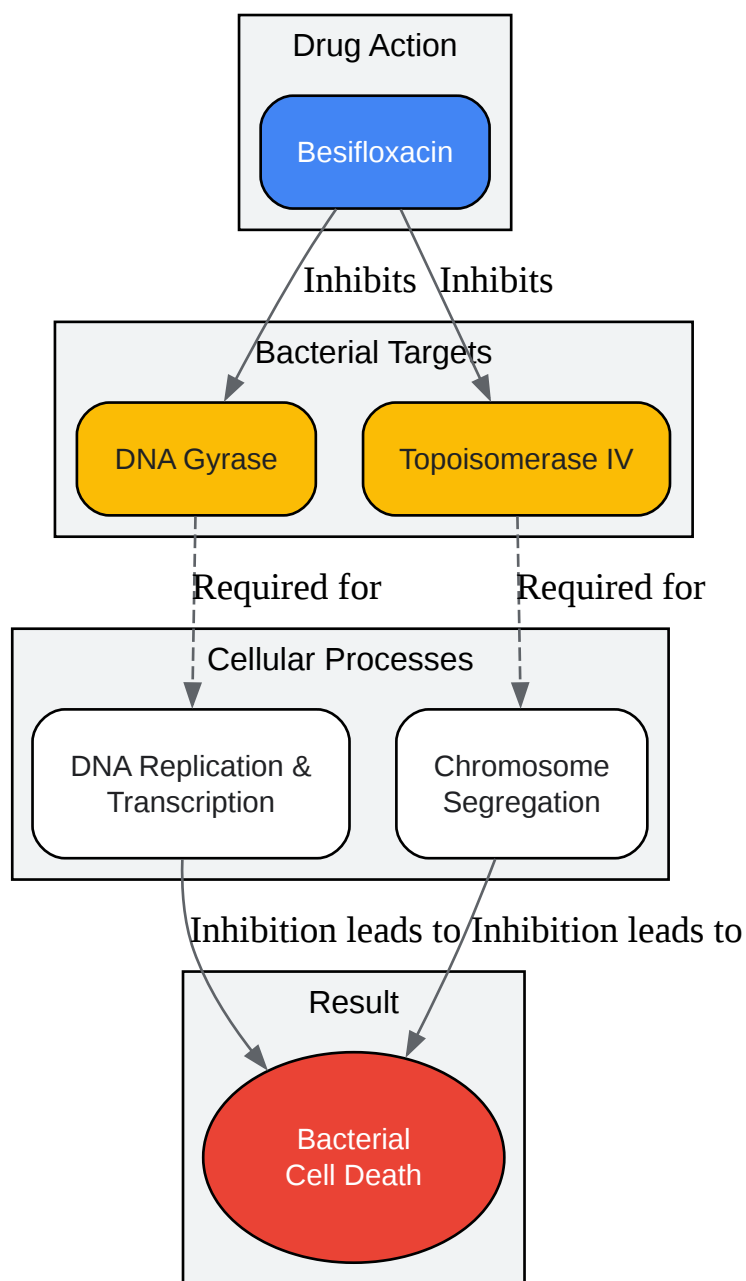 Drug Action
Besifloxacin
Inhibits
Inhibits
Bacterial Targets
DNA Gyrase
Topoisomerase IV
Required for
Required for
Cellular Processes
DNA Replication &
Transcription
Chromosome
Segregation
Inhibition leads to
Inhibition leads to
Result
Bacterial
Cell Death